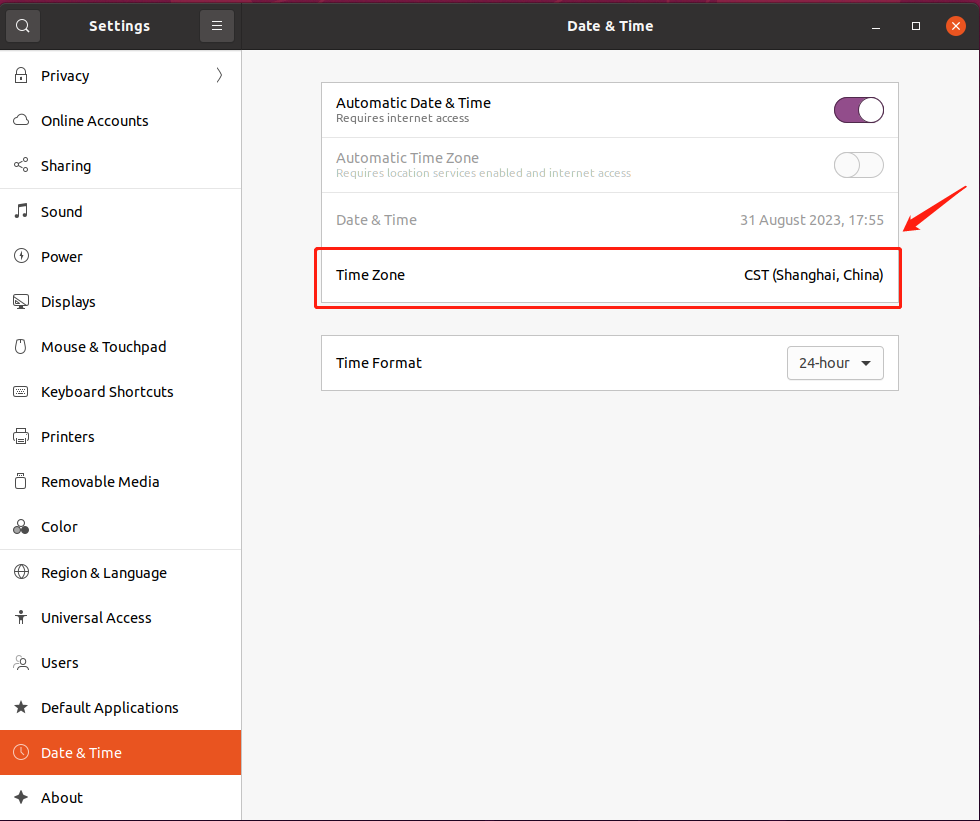 Settings
Date & Time
Privacy
Online Accounts
Sharing
Sound
Power
Displays
Mouse & Touchpad
Keyboard Shortcuts
Printers
Removable Media
Color
Region & Language
Universal Access
Users
Default Applications
Date & Time
About
Automatic Date & Time
Requires internet access
Automatic Time Zone
Requires location services enabled and internet access
Date & Time 31 August 2023, 17:55
Time Zone CST (Shanghai, China)
Time Format 24-hour